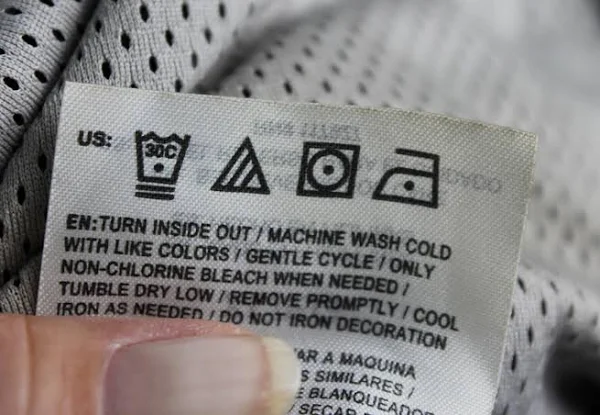 US:
30C
EN:TURN INSIDE OUT / MACHINE WASH COLD
WITH LIKE COLORS / GENTLE CYCLE / ONLY
NON-CHLORINE BLEACH WHEN NEEDED /
TUMBLE DRY LOW / REMOVE PROMPTLY / COOL
IRON AS NEEDED / DO NOT IRON DECORATION
AR A MAQUINA
S SIMILARES /
E BLANQUEADOR
/ SECAR